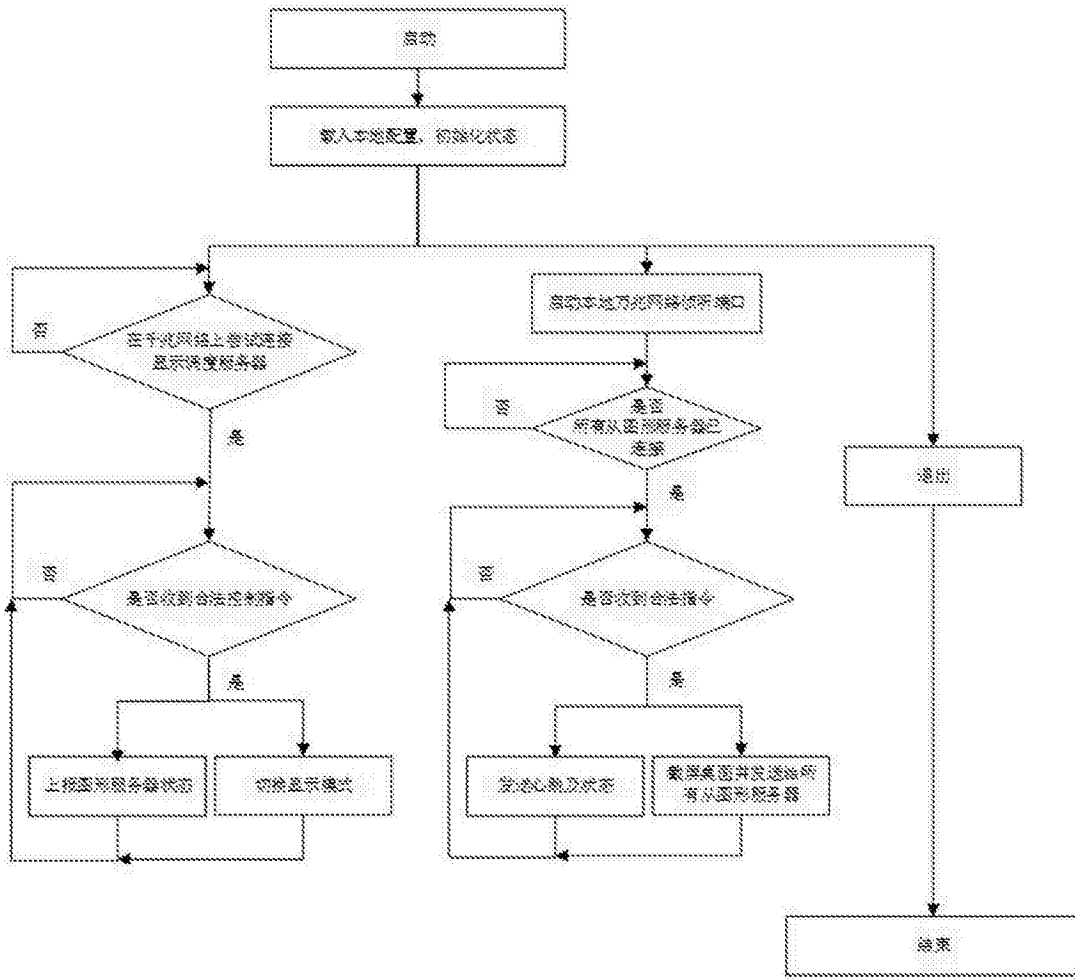 启动
载入本地配置、初始化状态
否
在千兆网络上尝试连接
显示调度服务器
是
否
是否收到合法控制指令
是
上报图形服务器状态
切换显示模式
启动本地万兆网络侦听端口
否
是否
所有从图形服务器已
连接
是
否
是否收到合法指令
是
发送心跳及状态
截屏桌面并发送给所
有从图形服务器
退出
结束